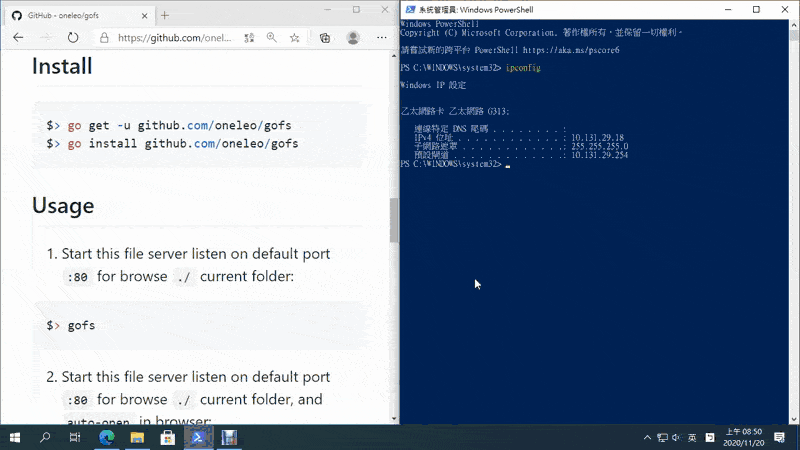 GitHub - oneleo/gofs
https://github.com/onel...
Install
$> go get -u github.com/oneleo/gofs
$> go install github.com/oneleo/gofs
Usage
1. Start this file server listen on default port
:80 for browse ./ current folder:
$> gofs
2. Start this file server listen on default port
:80 for browse ./ current folder, and
auto-open in browser:
系統管理員: Windows PowerShell
Windows PowerShell
Copyright (C) Microsoft Corporation. 著作權所有，並保留一切權利。
請嘗試新的跨平台 PowerShell https://aka.ms/pscore6
PS C:\WINDOWS\system32> ipconfig
Windows IP 設定
乙太網路卡 乙太網路 G313:
連線特定 DNS 尾碼 . . . . . . . . :
IPv4 位址 . . . . . . . . . . . . : 10.131.29.18
子網路遮罩 . . . . . . . . . . . .: 255.255.255.0
預設閘道 . . . . . . . . . . . . .: 10.131.29.254
PS C:\WINDOWS\system32>
英
上午 08:50
2020/11/20